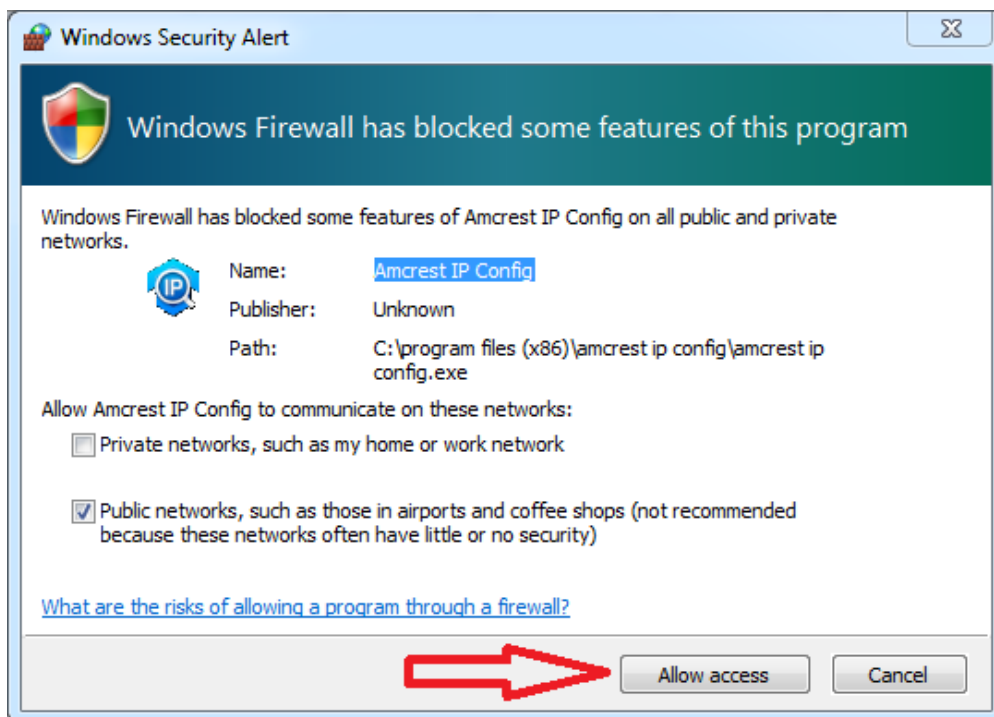 Windows Security Alert
Windows Firewall has blocked some features of this program
Windows Firewall has blocked some features of Amcrest IP Config on all public and private
networks.
IP
Name: Amcrest IP Config
Publisher: Unknown
Path: C:\program files (x86)\amcrest ip config\amcrest ip
config.exe
Allow Amcrest IP Config to communicate on these networks:
Private networks, such as my home or work network
Public networks, such as those in airports and coffee shops (not recommended
because these networks often have little or no security)
What are the risks of allowing a program through a firewall?
Allow access Cancel